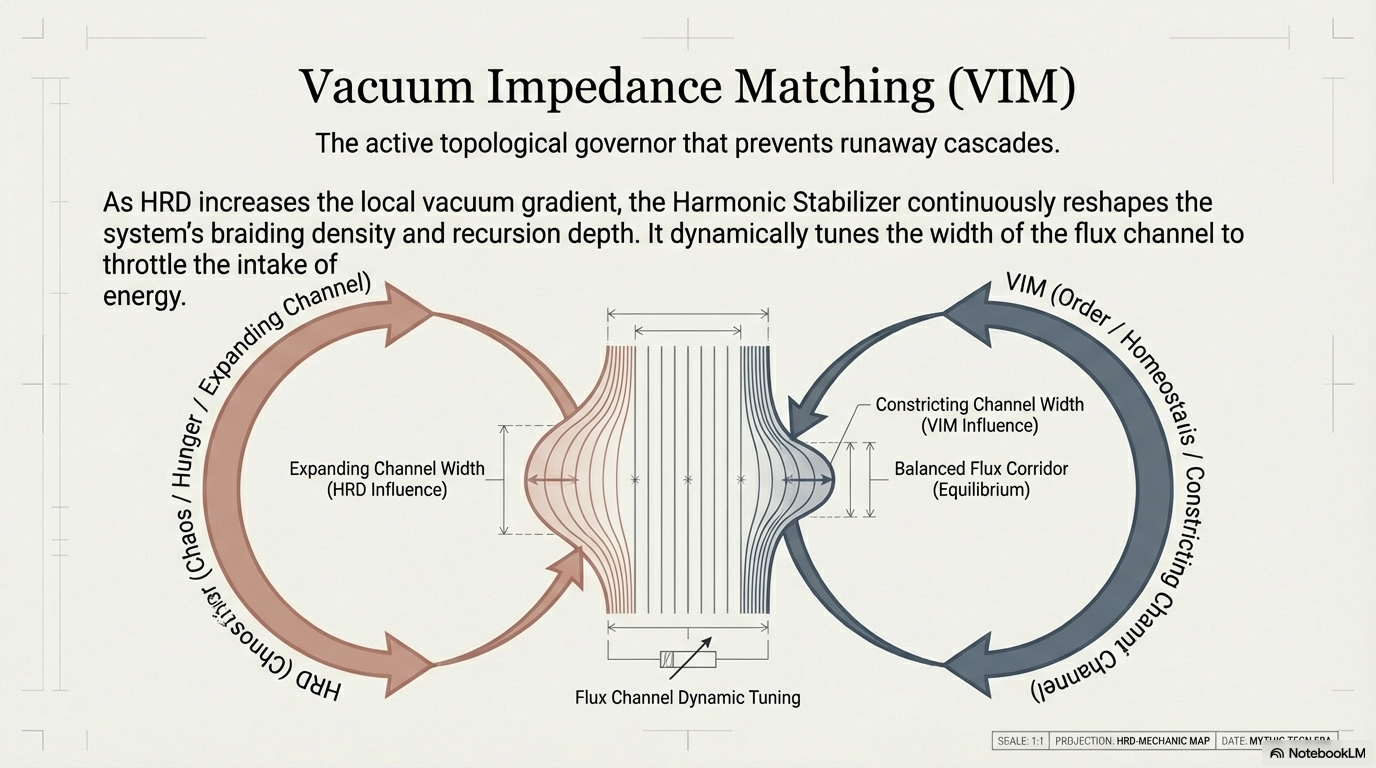 Vacuum Impedance Matching (VIM)
The active topological governor that prevents runaway cascades.
As HRD increases the local vacuum gradient, the Harmonic Stabilizer continuously reshapes the
system's braiding density and recursion depth. It dynamically tunes the width of the flux channel to
throttle the intake of
energy.
HRD (Chaos / Hunger / Expanding Channel)
VIM (Order / Homeostaiis / Constricting Channti Channel)
Expanding Channel Width
(HRD Influence)
Constricting Channel Width
(VIM Influence)
Balanced Flux Corridor
(Equilibrium)
Flux Channel Dynamic Tuning
SEALE: 1:1
PROJECTION. HRD-MECHANIC MAP
DATE.
NotebookLM